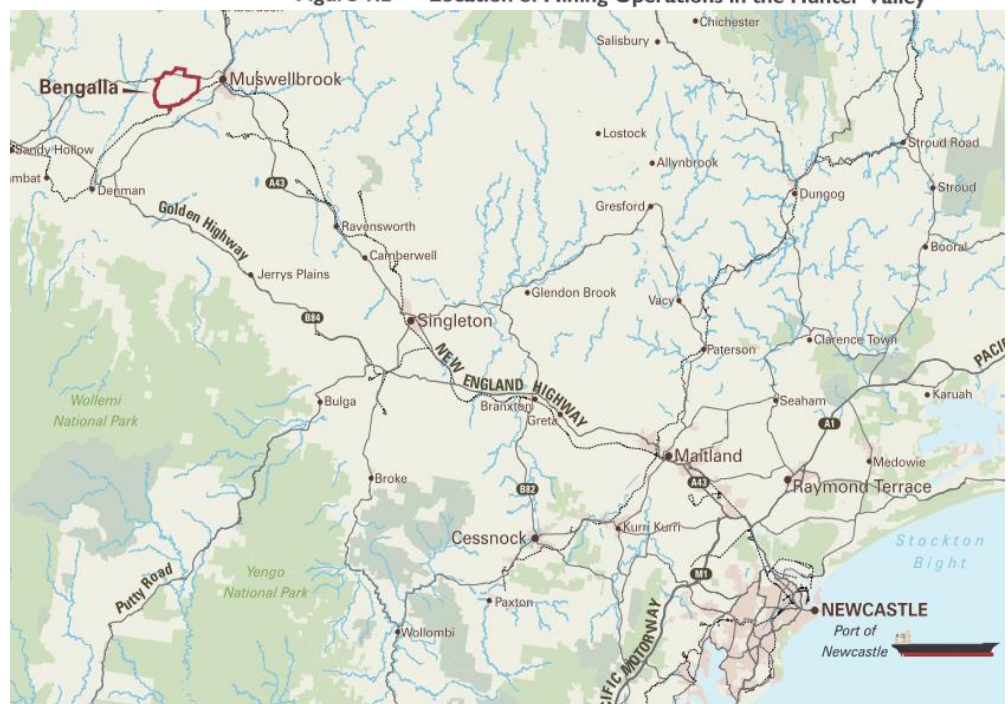 Location of Mining Operations in the Hunter Valley
Chichester
Salisbury
Bengalla
Muswellbrook
Lostock
Stroud Road
Sandy Hollow
Allynbrook
Denman
A43
Dungog
Stroud
Golden Highway
Gresford
Ravensworth
Camberwell
Booral
Jerrys Plains
Glendon Brook
Vacy
B84
Singleton
Clarence Town
NEW ENGLAND HIGHWAY
Paterson
Wollemi
National Park
Bulga
Branxton
Greta
Seaham
Karuah
A1
Maitland
Medowie
Broke
B82
A43
Raymond Terrace
Cessnock
Kurri Kurri
Stockton
Bight
Yengo
National Park
M1
Putty Road
Paxton
NEWCASTLE
Port of
Newcastle
Wollombi